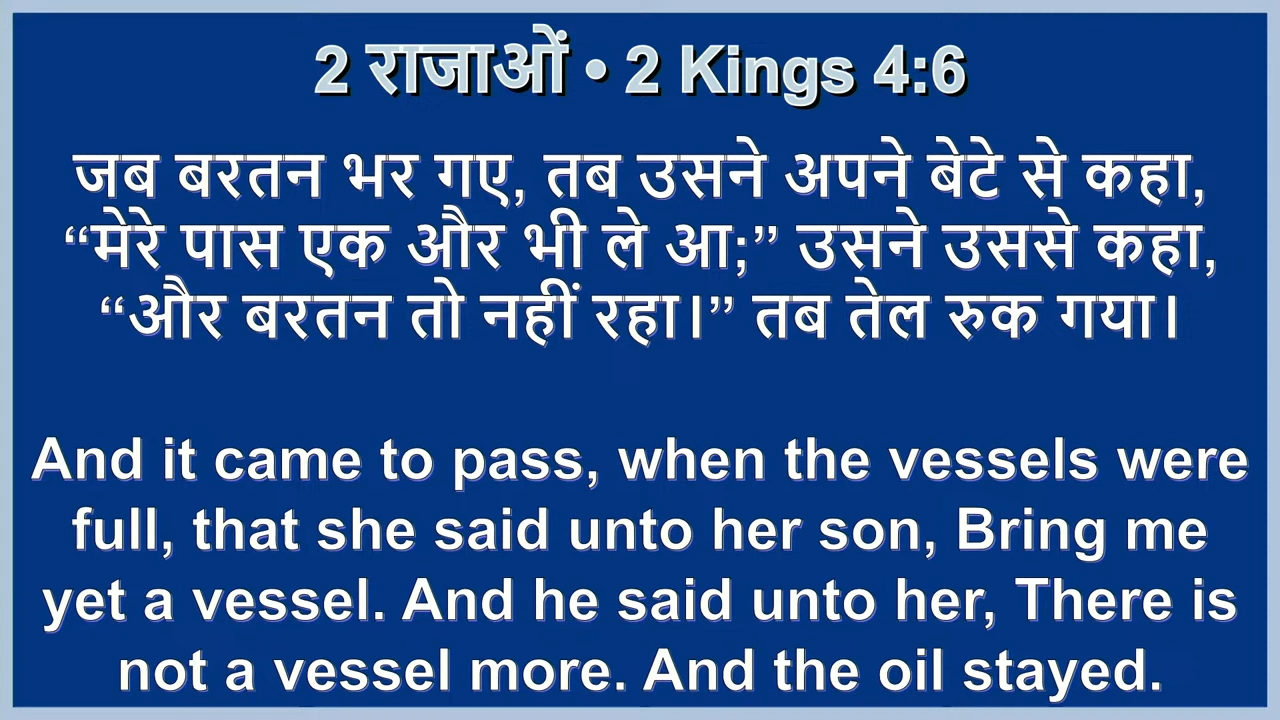 2 राजाओं • 2 Kings 4:6
जब बरतन भर गए, तब उसने अपने बेटे से कहा,
“मेरे पास एक और भी ले आ;” उसने उससे कहा,
“और बरतन तो नहीं रहा।” तब तेल रुक गया।
And it came to pass, when the vessels were
full, that she said unto her son, Bring me
yet a vessel. And he said unto her, There is
not a vessel more. And the oil stayed.